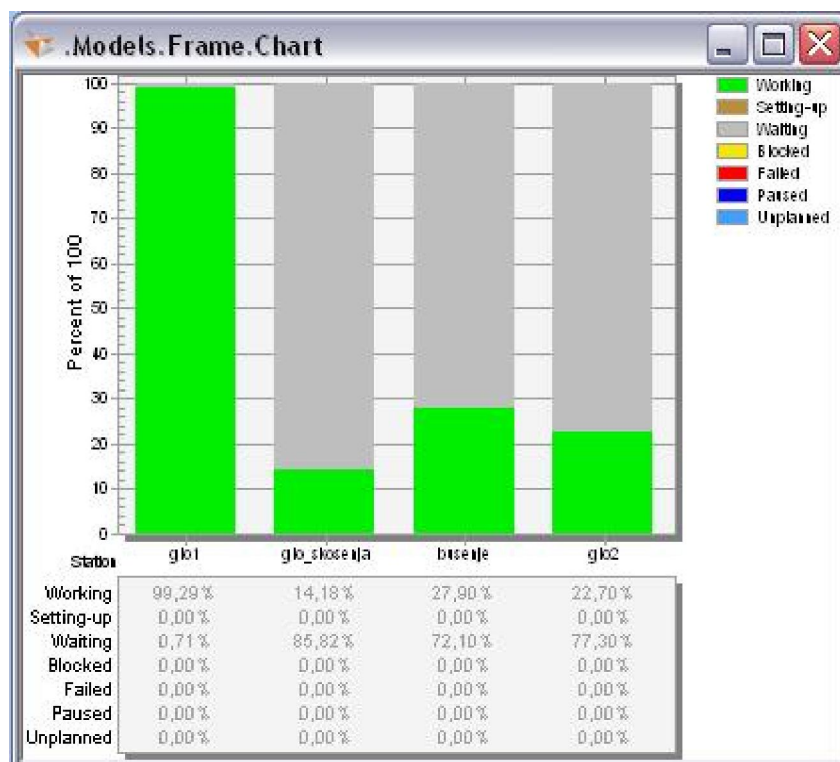 .Models.Frame.Chart
Working
Setting-up
Waiting
Blocked
Failed
Paused
Unplanned
Percent of 100
100
90
80
70
60
50
40
30
20
10
0
Station glo1 glo_skosenja busenje glo2
Working 99,29% 14,18% 27,90% 22,70%
Setting-up 0,00% 0,00% 0,00% 0,00%
Waiting 0,71% 85,82% 72,10% 77,30%
Blocked 0,00% 0,00% 0,00% 0,00%
Failed 0,00% 0,00% 0,00% 0,00%
Paused 0,00% 0,00% 0,00% 0,00%
Unplanned 0,00% 0,00% 0,00% 0,00%